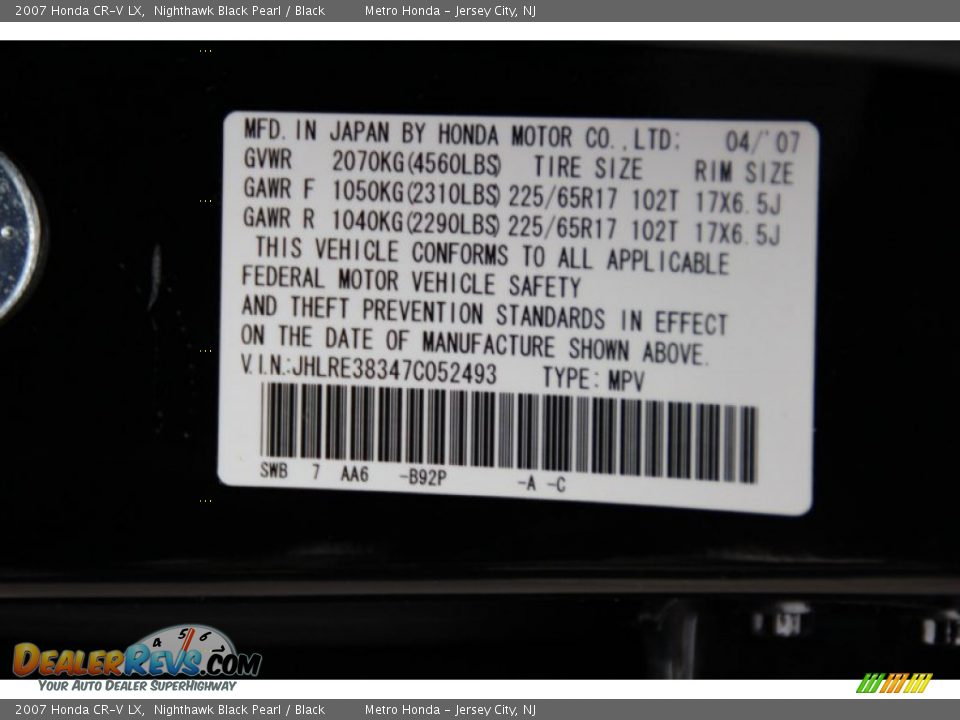 2007 Honda CR-V LX, Nighthawk Black Pearl / Black Metro Honda - Jersey City, NJ
MFD. IN JAPAN BY HONDA MOTOR CO.,LTD: 04/'07
GVWR 2070KG(4560LBS) TIRE SIZE RIM SIZE
GAWR F 1050KG(2310LBS) 225/65R17 102T 17X6.5J
GAWR R 1040KG(2290LBS) 225/65R17 102T 17X6.5J
THIS VEHICLE CONFORMS TO ALL APPLICABLE
FEDERAL MOTOR VEHICLE SAFETY
AND THEFT PREVENTION STANDARDS IN EFFECT
ON THE DATE OF MANUFACTURE SHOWN ABOVE.
V.I.N.:JHLRE38347C052493 TYPE: MPV
SWB 7 AA6 -B92P -A -C
4 5 6
DEALERREVS.COM
YOUR AUTO DEALER SUPERHIGHWAY
2007 Honda CR-V LX, Nighthawk Black Pearl / Black Metro Honda - Jersey City, NJ